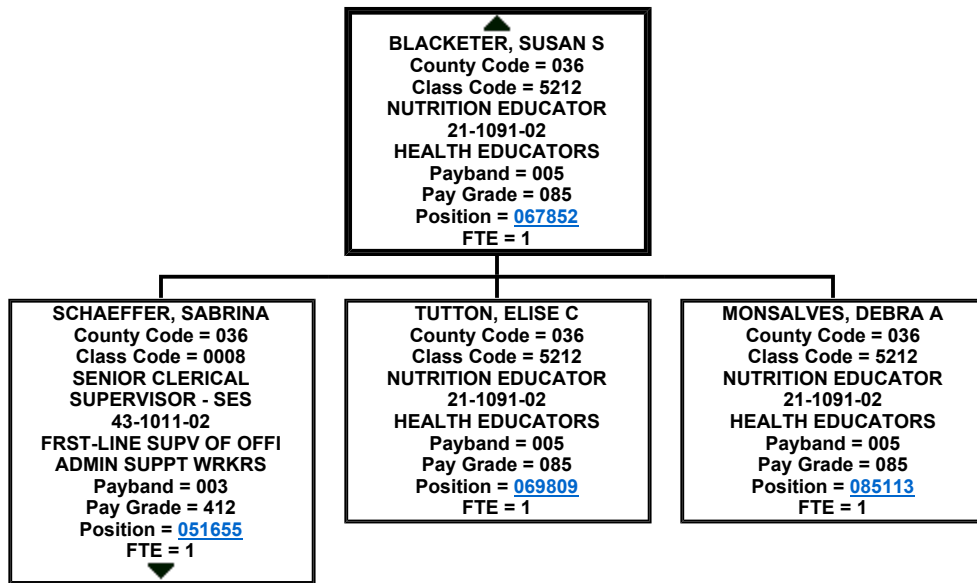 BLACKETER, SUSAN S
County Code = 036
Class Code = 5212
NUTRITION EDUCATOR
21-1091-02
HEALTH EDUCATORS
Payband = 005
Pay Grade = 085
Position = 067852
FTE = 1
SCHAEFFER, SABRINA
County Code = 036
Class Code = 0008
SENIOR CLERICAL
SUPERVISOR - SES
43-1011-02
FRST-LINE SUPV OF OFFI
ADMIN SUPPT WRKRS
Payband = 003
Pay Grade = 412
Position = 051655
FTE = 1
TUTTON, ELISE C
County Code = 036
Class Code = 5212
NUTRITION EDUCATOR
21-1091-02
HEALTH EDUCATORS
Payband = 005
Pay Grade = 085
Position = 069809
FTE = 1
MONSALVES, DEBRA A
County Code = 036
Class Code = 5212
NUTRITION EDUCATOR
21-1091-02
HEALTH EDUCATORS
Payband = 005
Pay Grade = 085
Position = 085113
FTE = 1